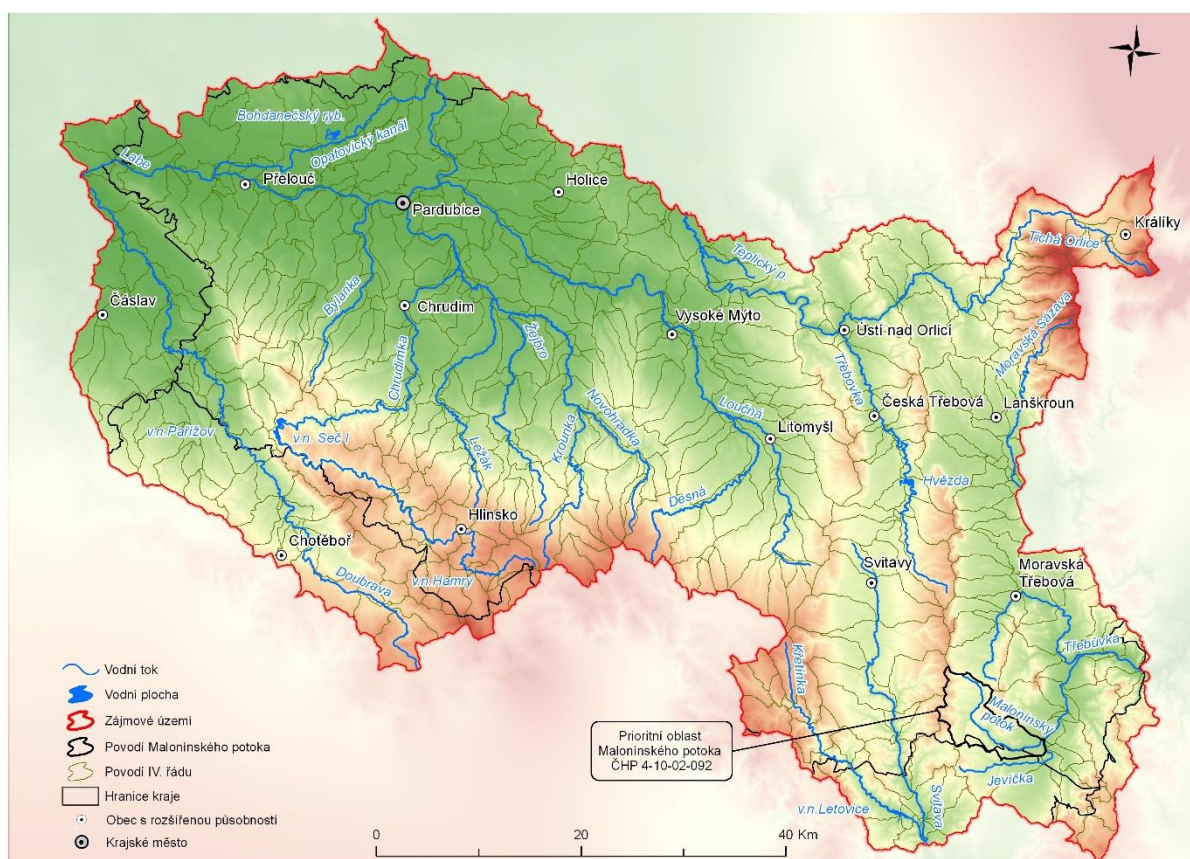 Bohdanečský ryb.
Opatovický kanál
Labe
Přelouč
Holice
Pardubice
Králíky
Tichá Orlice
Teplický p.
Bylanka
Čáslav
Chrudim
Vysoké Mýto
Ústí nad Orlicí
Moravská Sázava
Žejbro
Chrudimka
Třebovka
Česká Třebová
Lanškroun
Loučná
Litomyšl
v.n.Pařížov
v.n. Seč I
Ležák
Krounka
Novohradka
Hvězda
Desná
Hlinsko
Chotěboř
Doubrava
v.n.Hamry
Svitavy
Moravská
Třebová
Třebůvka
Křetínka
Malonínský
potok
Prioritní oblast
Malonínského potoka
ČHP 4-10-02-092
Jevíčka
v.n.Letovice
Svitava
Vodní tok
Vodní plocha
Zájmové území
Povodí Malonínského potoka
Povodí IV. řádu
Hranice kraje
Obec s rozšířenou působností
Krajské město
0 20 40 Km